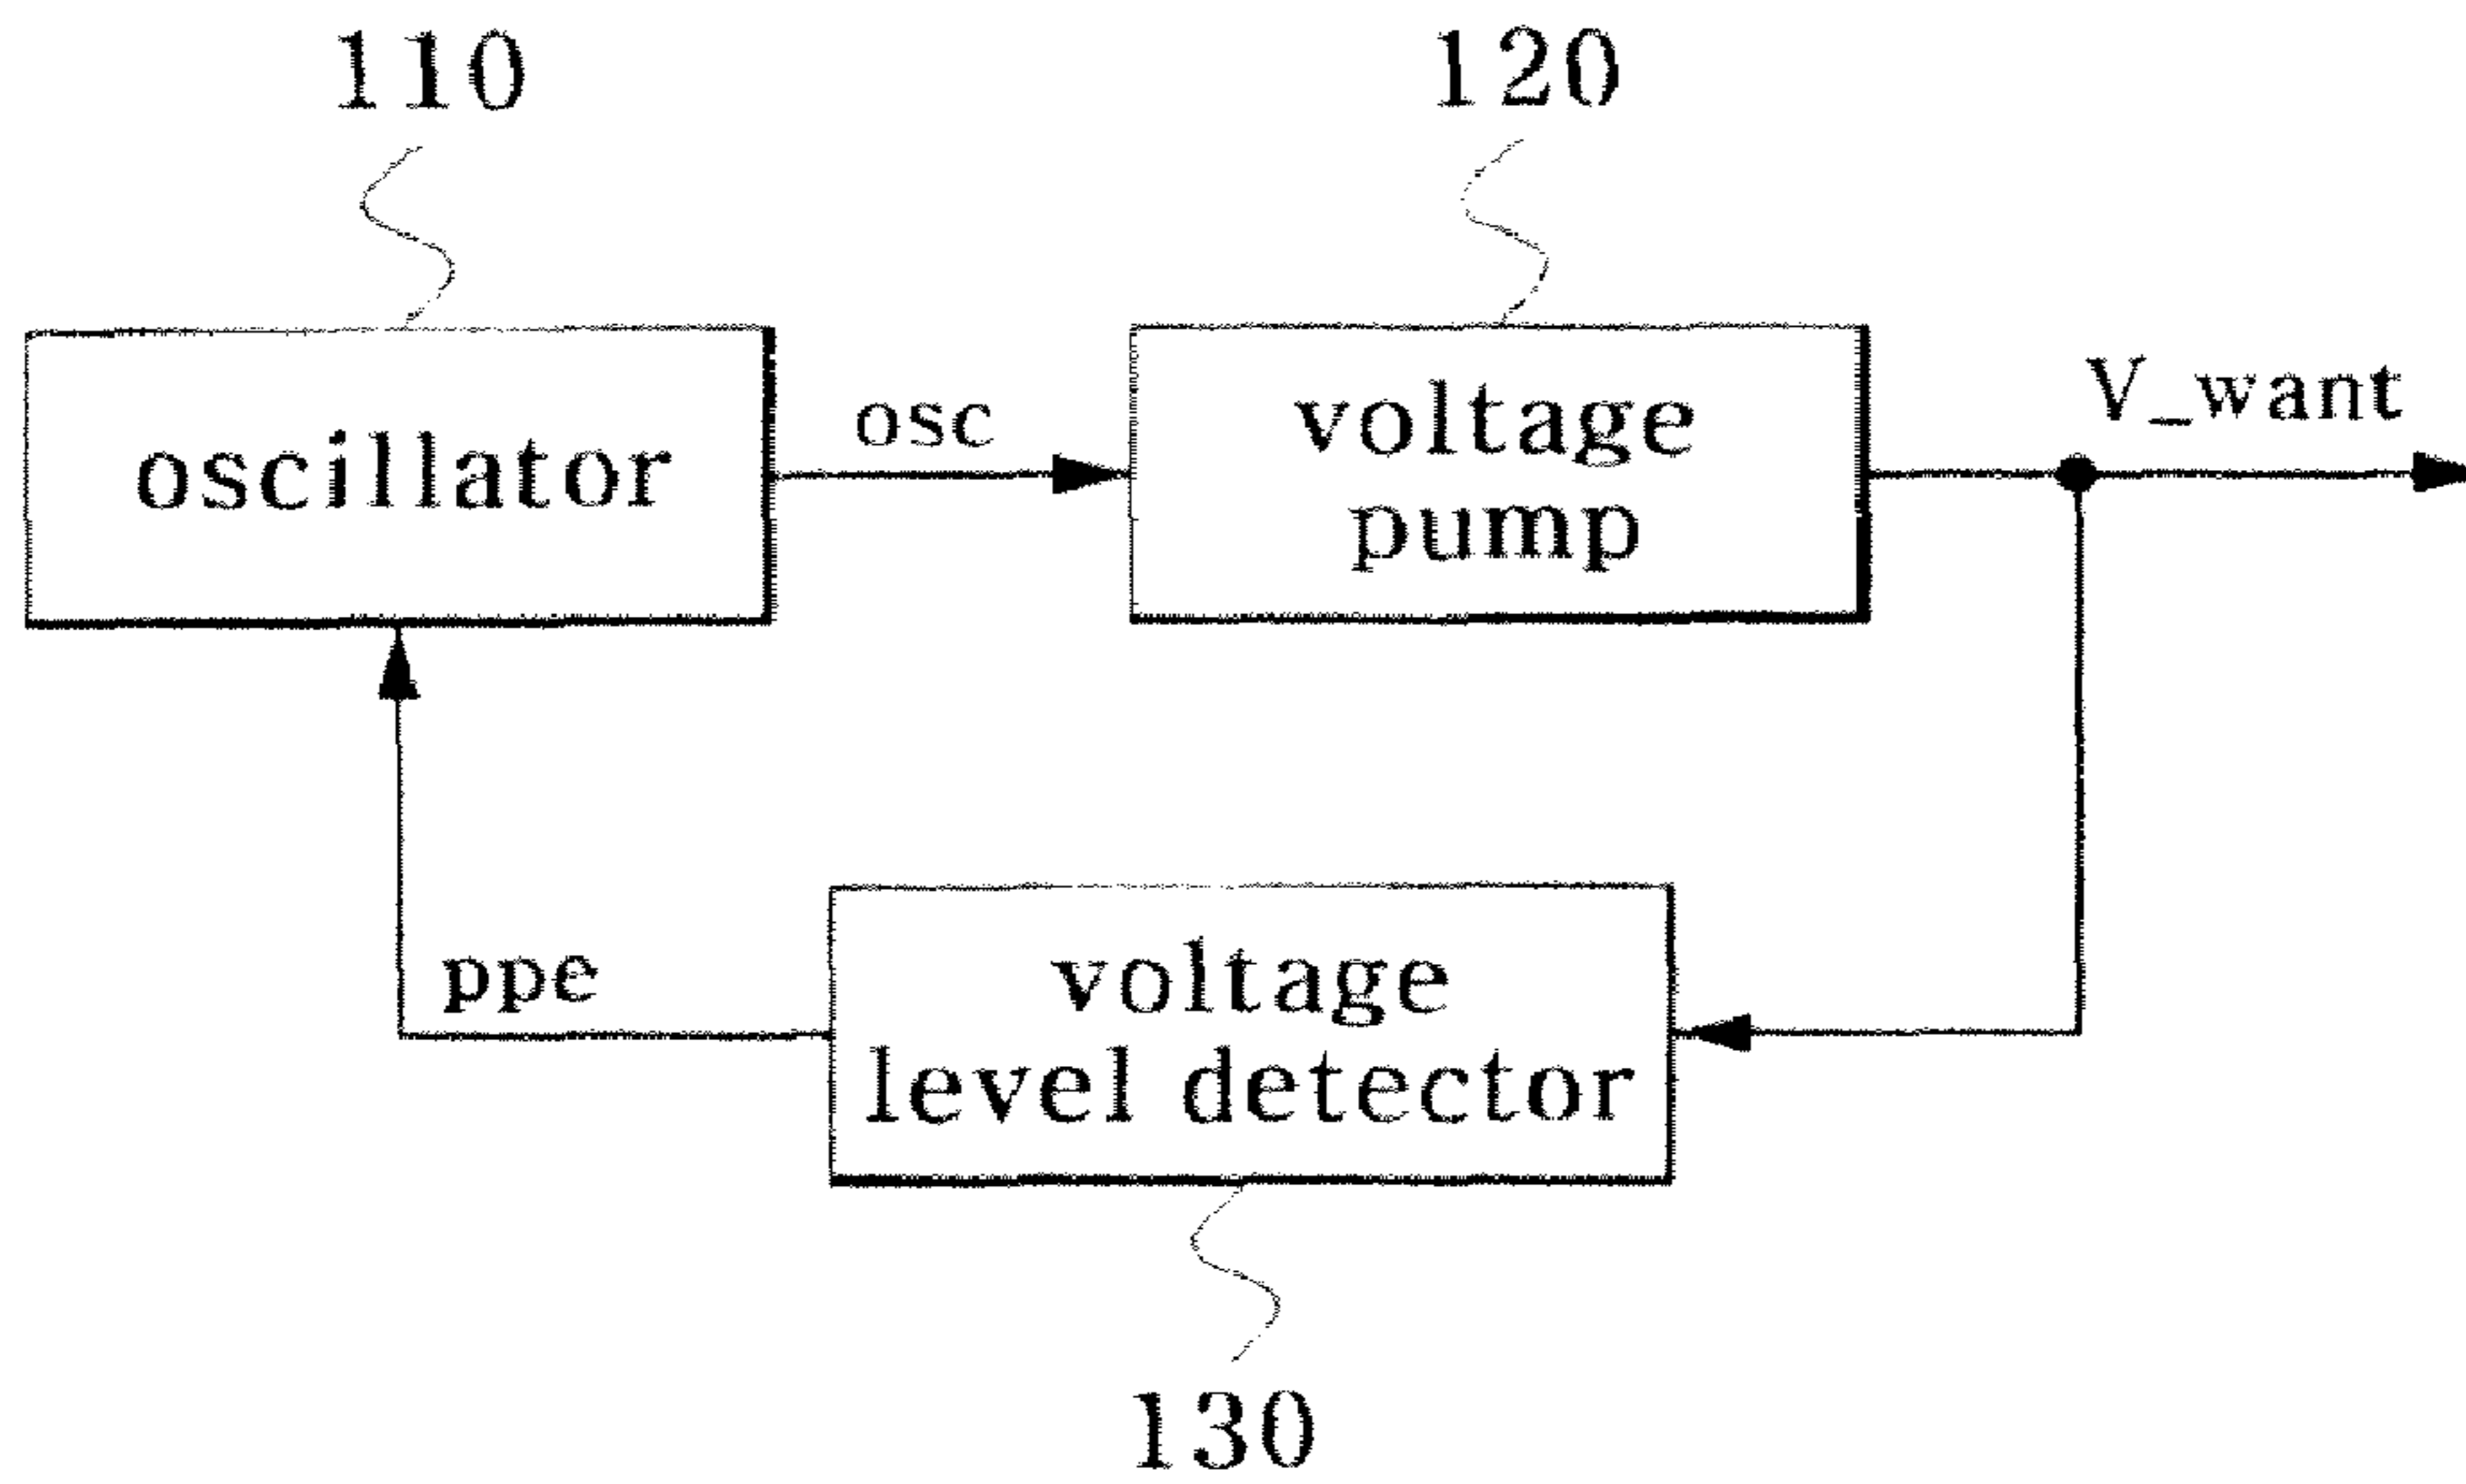 110
120
oscillator
osc
voltage
pump
V_want
ppe
voltage
level detector
130